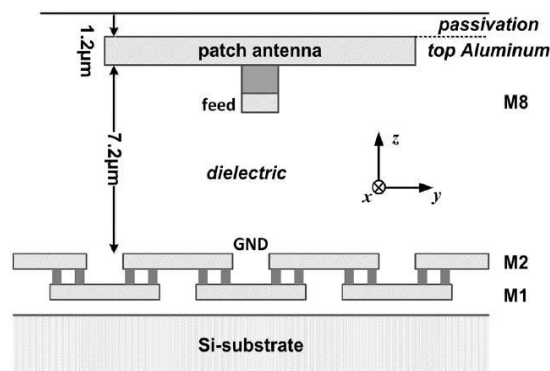 passivation
1.2μm
patch antenna
top Aluminum
feed
M8
7.2μm
dielectric
z
x
y
GND
M2
M1
Si-substrate